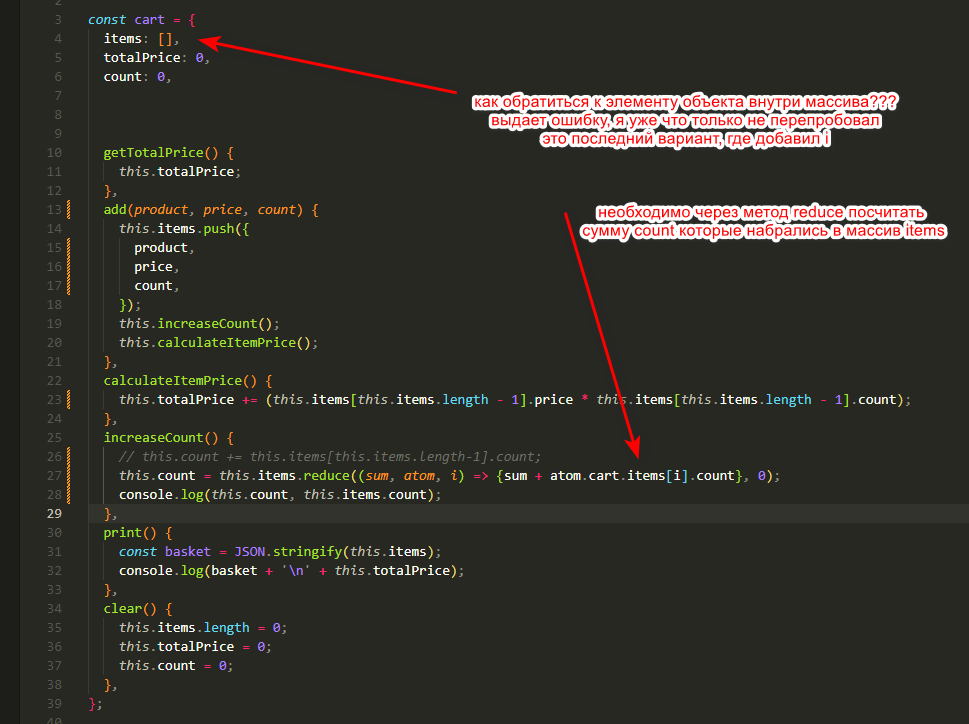 2
3 const cart = {
4 items: [],
5 totalPrice: 0,
6 count: 0,
7
как обратиться к элементу объекта внутри массива???
8
выдает ошибку, я уже что только не перепробовал
9
это последний вариант, где добавил i
10 getTotalPrice() {
11 this.totalPrice;
12 },
13 add(product, price, count) {
необходимо через метод reduce посчитать
14 this.items.push({
сумму count которые набрались в массив items
15 product,
16 price,
17 count,
18 });
19 this.increaseCount();
20 this.calculateItemPrice();
21 },
22 calculateItemPrice() {
23 this.totalPrice += (this.items[this.items.length - 1].price * this.items[this.items.length - 1].count);
24 },
25 increaseCount() {
26 // this.count += this.items[this.items.length-1].count;
27 this.count = this.items.reduce((sum, atom, i) => {sum + atom.cart.items[i].count}, 0);
28 console.log(this.count, this.items.count);
29 },
30 print() {
31 const basket = JSON.stringify(this.items);
32 console.log(basket + '\n' + this.totalPrice);
33 },
34 clear() {
35 this.items.length = 0;
36 this.totalPrice = 0;
37 this.count = 0;
38 },
39 };
40